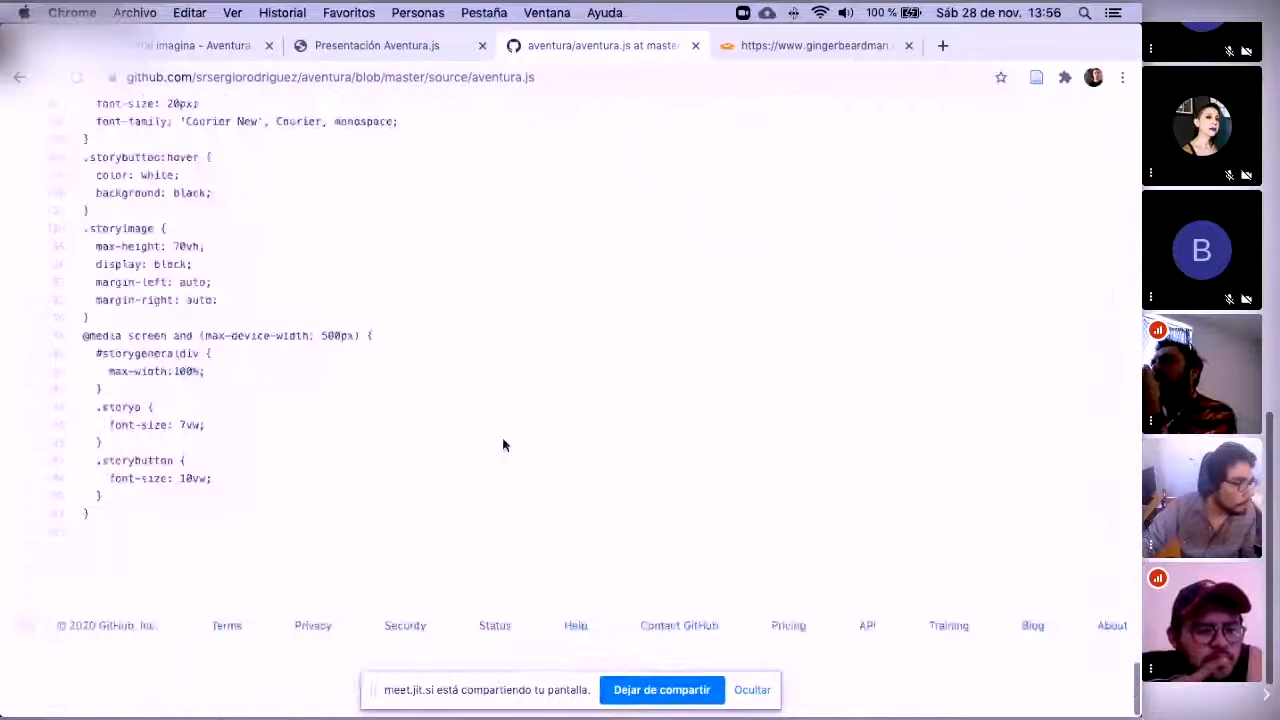 Chrome Archivo Editar Ver Historial Favoritos Personas Pestaña Ventana Ayuda 100 % Sáb 28 de nov. 13:56
imagina - Aventura Presentación Aventura.js aventura/aventura.js at maste https://www.gingerbeardman.
github.com/srsergiorodriguez/aventura/blob/master/source/aventura.js
font-size: 20px;
font-family: 'Courier New', Courier, monospace;
}
.storybutton:hover {
color: white;
background: black;
}
.storyimage {
max-height: 70vh;
display: block;
margin-left: auto;
margin-right: auto;
}
@media screen and (max-device-width: 500px) {
#storygeneraldiv {
max-width:100%;
}
.storyp {
font-size: 7vw;
}
.storybutton {
font-size: 10vw;
}
}
© 2020 GitHub, Inc. Terms Privacy Security Status Help Contact GitHub Pricing API Training Blog About
meet.jit.si está compartiendo tu pantalla. Dejar de compartir Ocultar
B